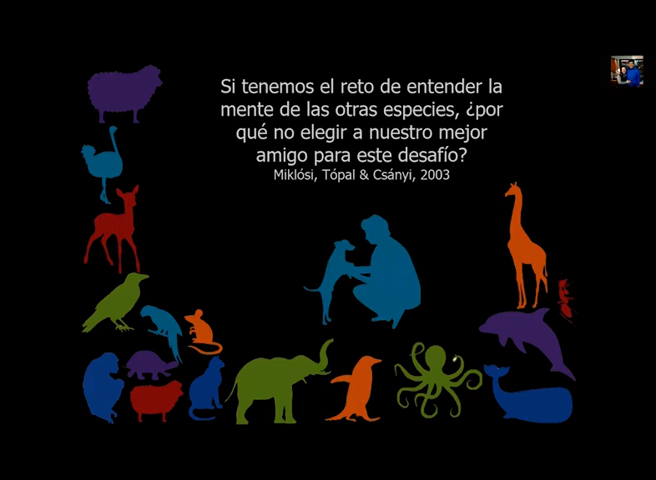 Si tenemos el reto de entender la
mente de las otras especies, ¿por
qué no elegir a nuestro mejor
amigo para este desafío?
Miklósi, Tópal & Csányi, 2003